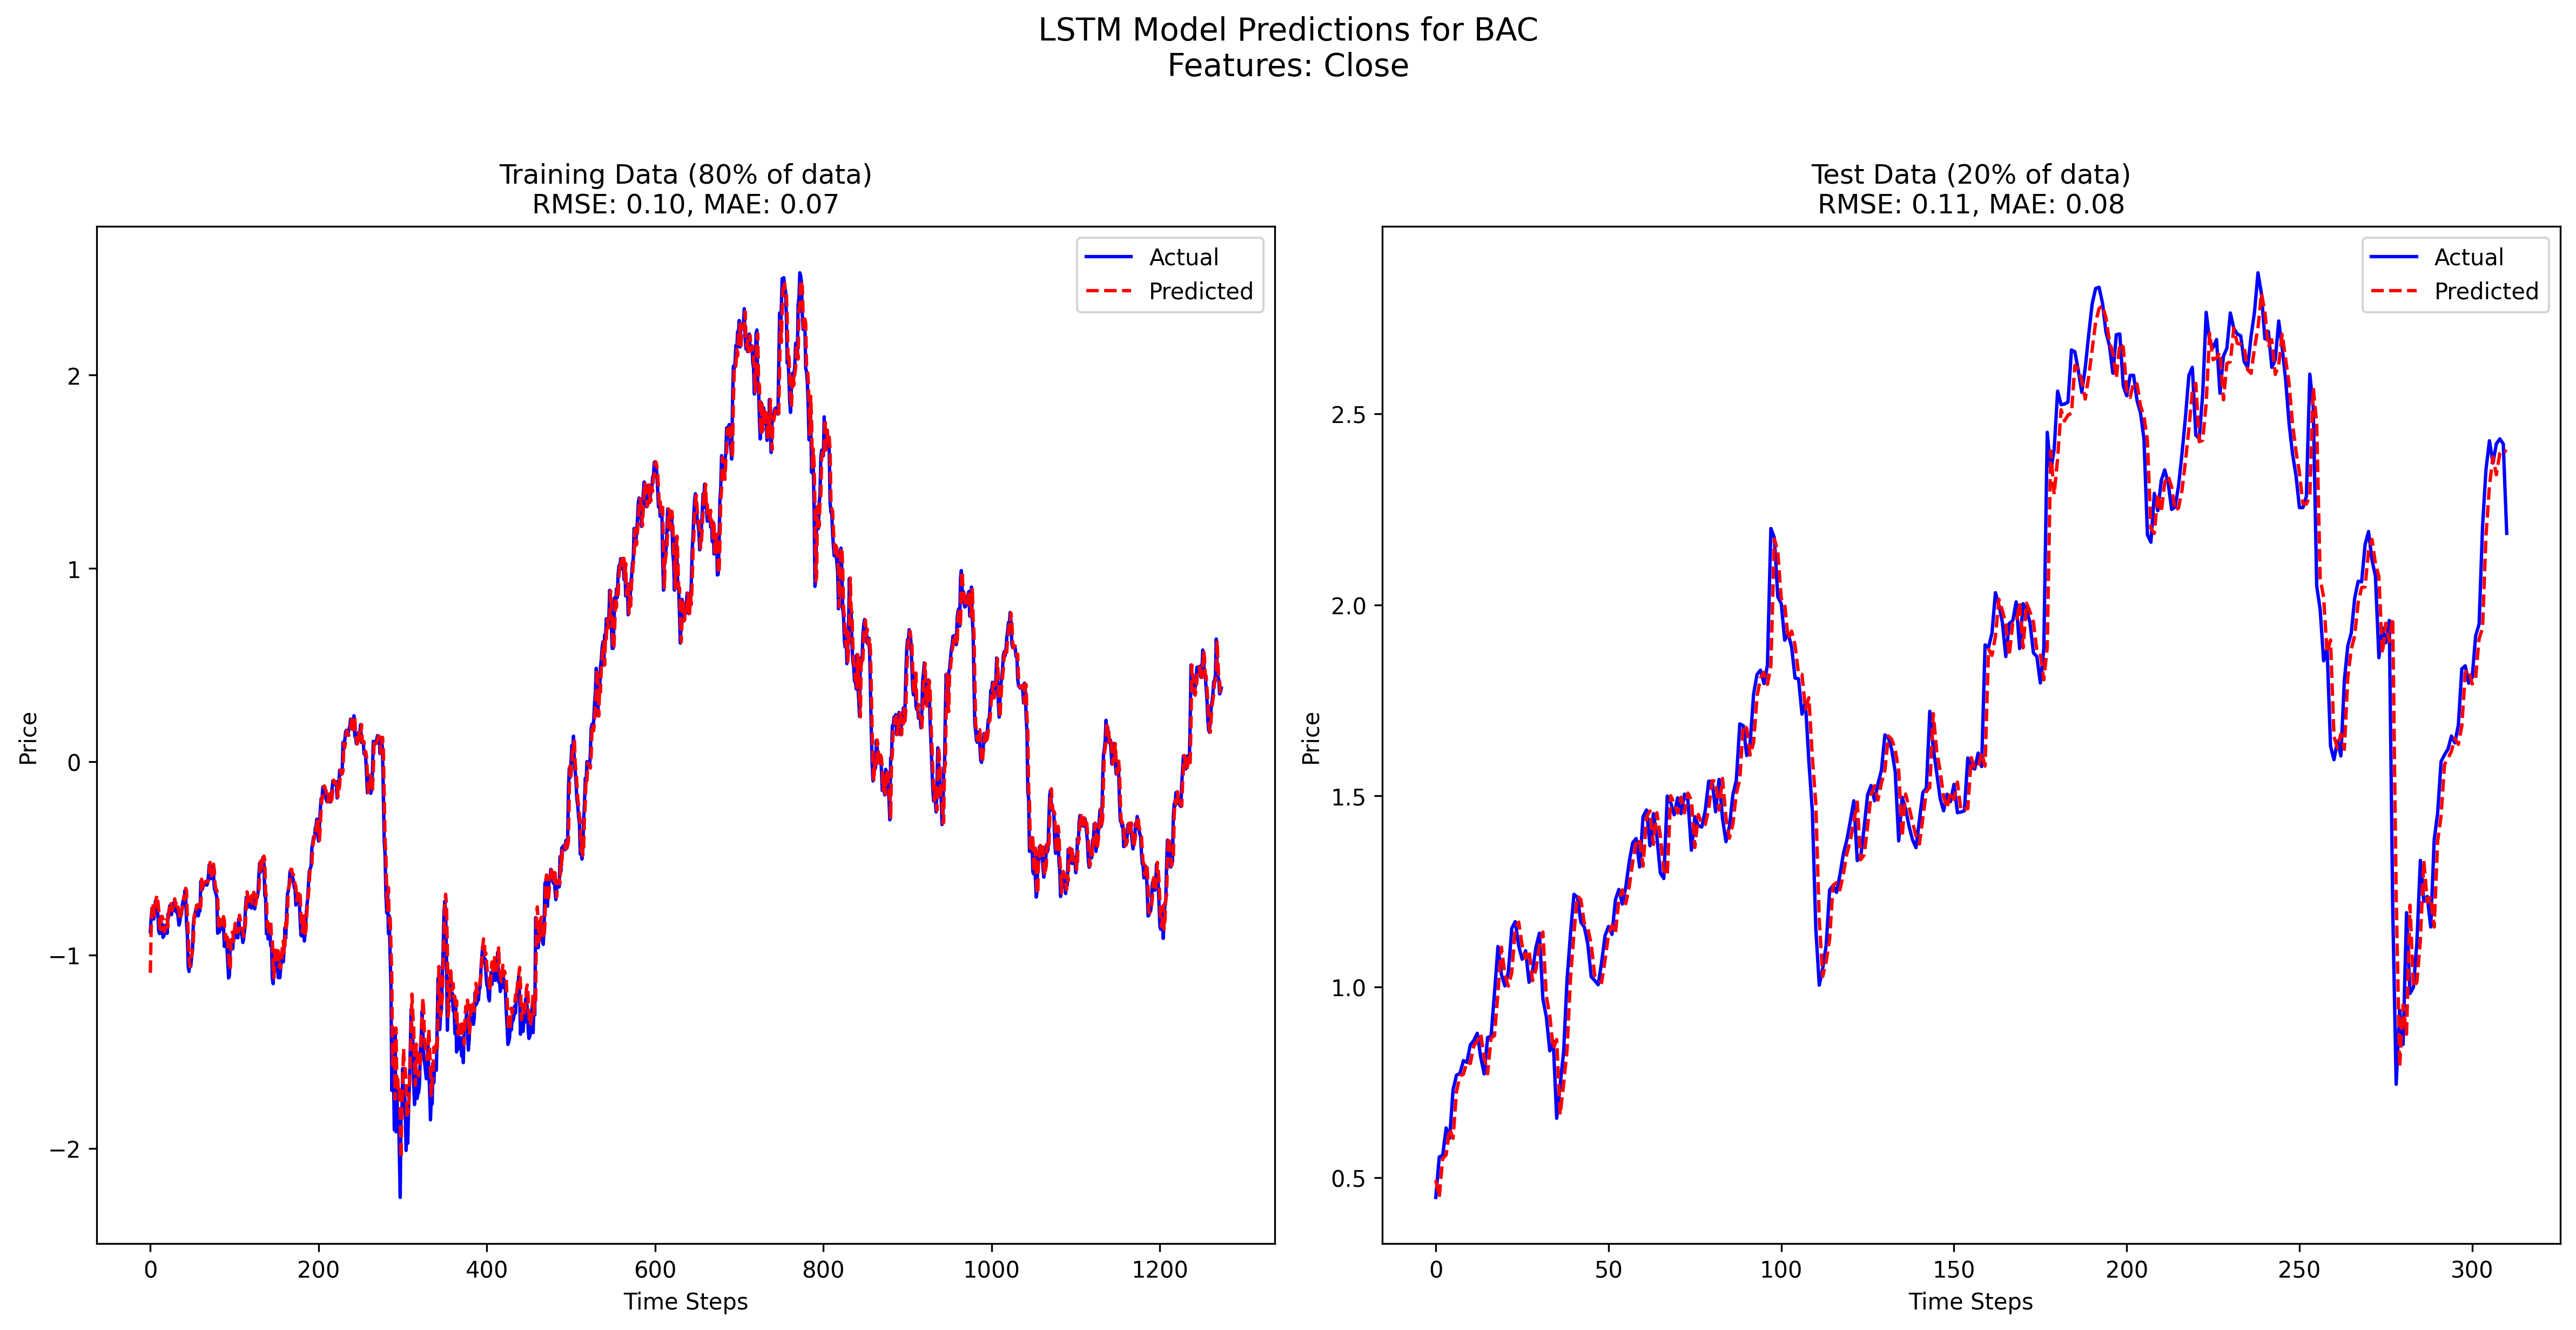 LSTM Model Predictions for BAC
Features: Close
Training Data (80% of data)
RMSE: 0.10, MAE: 0.07
Actual
Predicted
Price
2
1
0
−1
−2
0 200 400 600 800 1000 1200
Time Steps
Test Data (20% of data)
RMSE: 0.11, MAE: 0.08
Actual
Predicted
Price
2.5
2.0
1.5
1.0
0.5
0 50 100 150 200 250 300
Time Steps